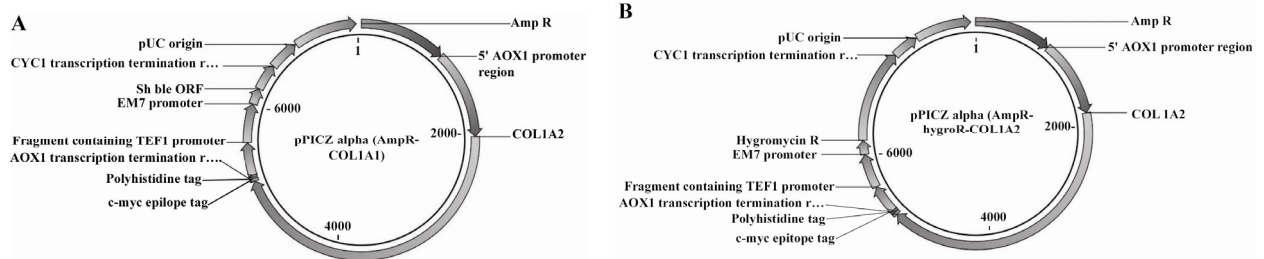 A
Amp R
pUC origin
5' AOX1 promoter
region
CYC1 transcription termination r…
1
Sh ble ORF
EM7 promoter
- 6000
pPICZ alpha (AmpR-
COL1A1)
2000-
COL1A2
Fragment containing TEF1 promoter
AOX1 transcription termination r….
Polyhistidine tag
c-myc epilope tag
4000
B
Amp R
pUC origin
5' AOX1 promoter region
CYC1 transcription termination r…
1
pPICZ alpha (AmpR-
hygroR-COL1A2
2000-
COL 1A2
Hygromycin R
EM7 promoter
- 6000
Fragment containing TEF1 promoter
AOX1 transcription termination r…
Polyhistidine tag
c-myc epitope tag
4000